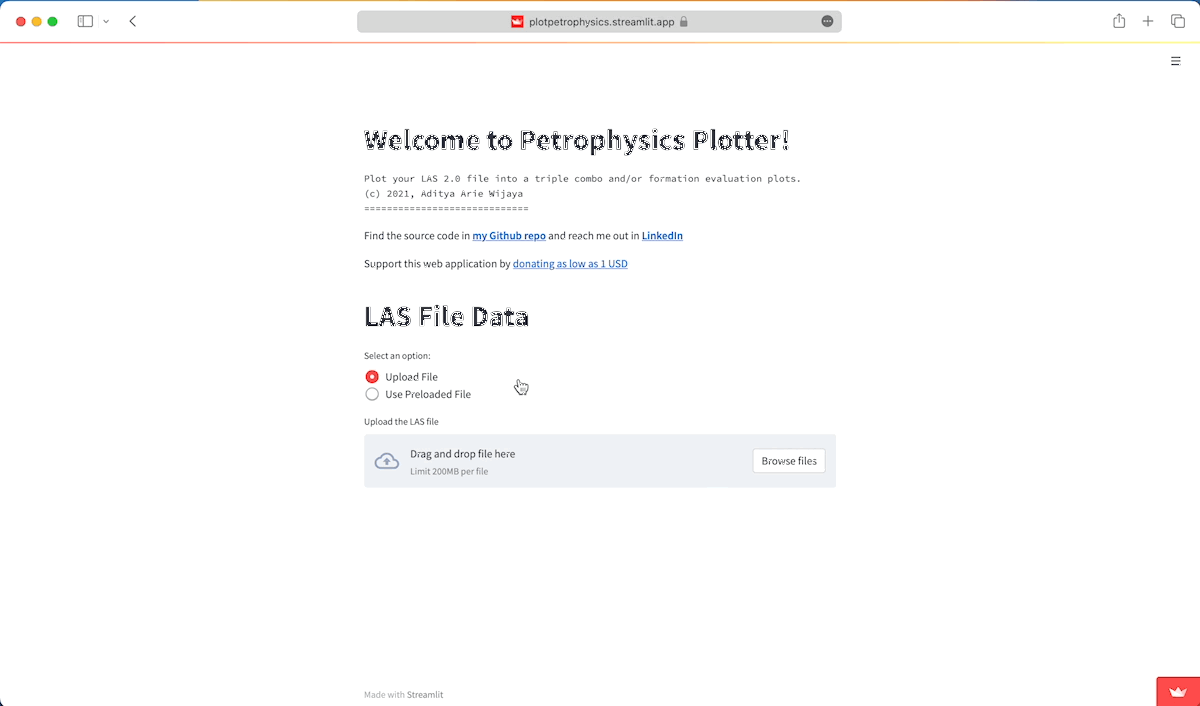 plotpetrophysics.streamlit.app
Welcome to Petrophysics Plotter!
Plot your LAS 2.0 file into a triple combo and/or formation evaluation plots.
(c) 2021, Aditya Arie Wijaya
=============================
Find the source code in my Github repo and reach me out in LinkedIn
Support this web application by donating as low as 1 USD
LAS File Data
Select an option:
Upload File
Use Preloaded File
Upload the LAS file
Drag and drop file here
Limit 200MB per file
Browse files
Made with Streamlit